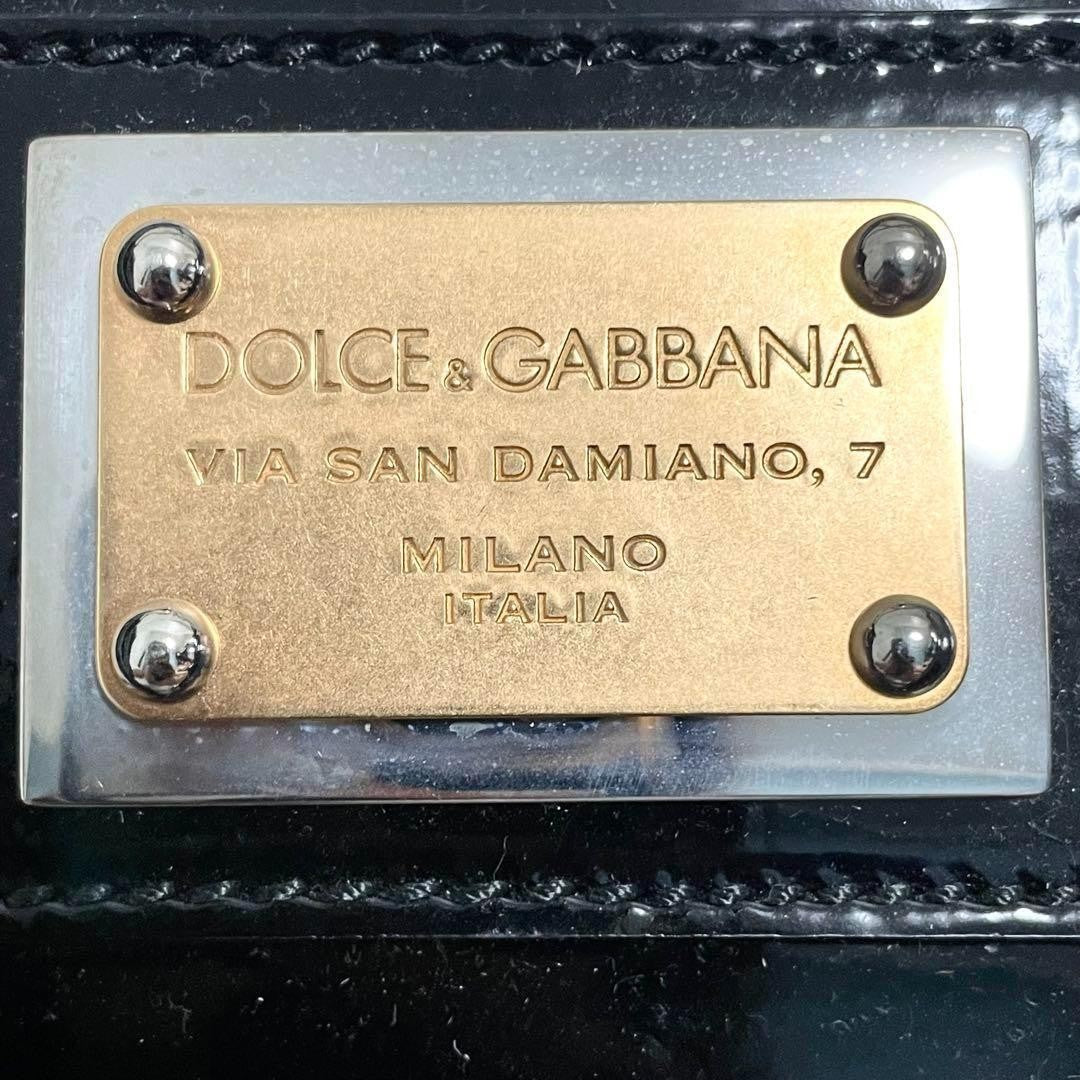 DOLCE & GABBANA
VIA SAN DAMIANO, 7
MILANO
ITALIA